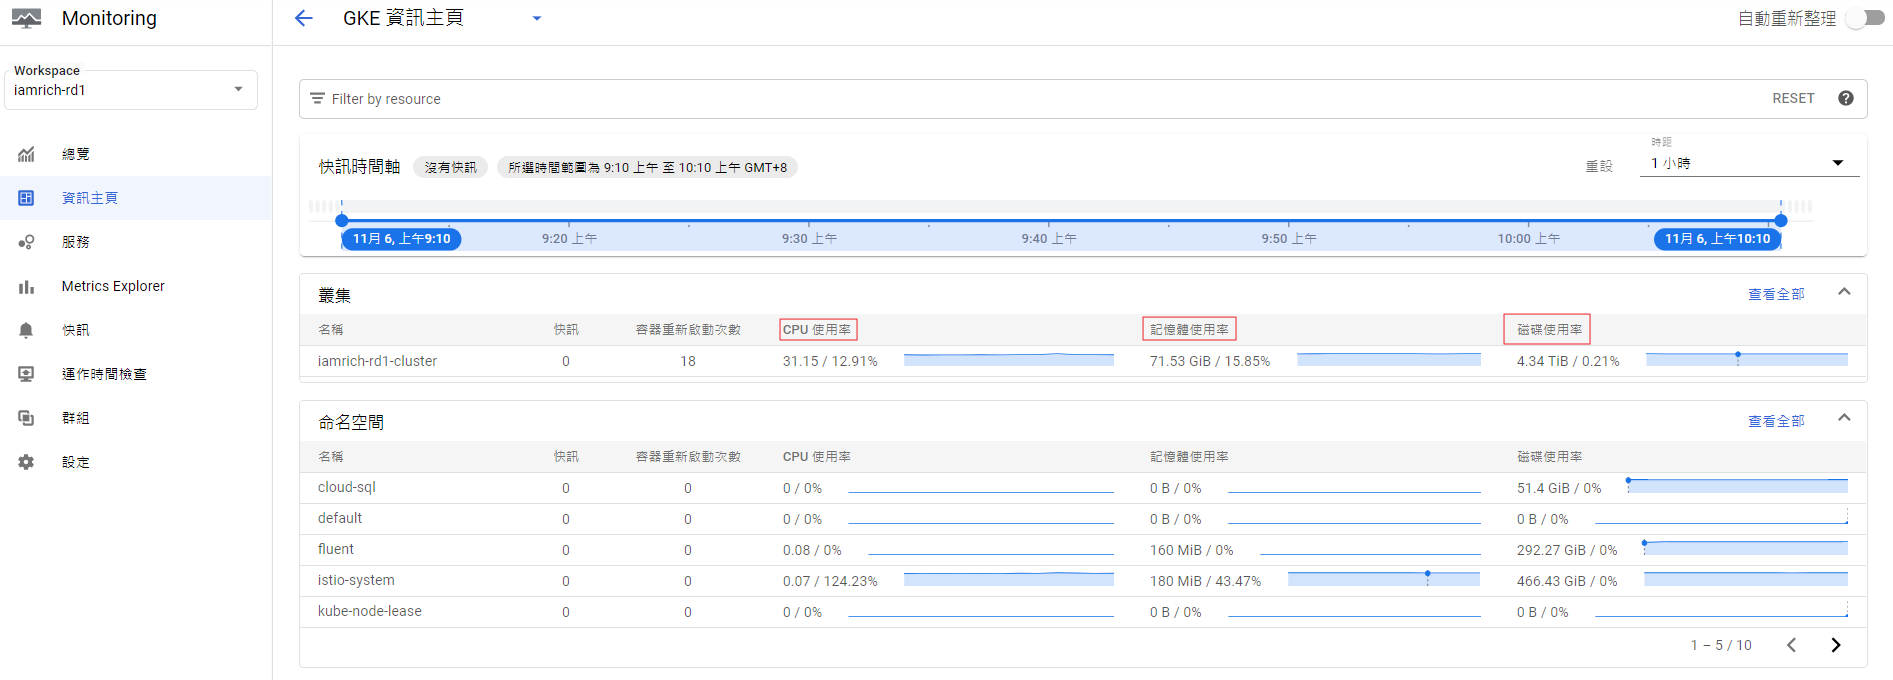 Monitoring
GKE 資訊主頁
自動重新整理
Workspace
iamrich-rd1
總覽
資訊主頁
服務
Metrics Explorer
快訊
運作時間檢查
群組
設定
Filter by resource
RESET
快訊時間軸
沒有快訊
所選時間範圍為 9:10 上午 至 10:10 上午 GMT+8
重設
時距
1 小時
11月 6, 上午9:10 9:20 上午 9:30 上午 9:40 上午 9:50 上午 10:00 上午 11月 6, 上午10:10
叢集
查看全部
名稱 快訊 容器重新啟動次數 CPU 使用率 記憶體使用率 磁碟使用率
iamrich-rd1-cluster 0 18 31.15 / 12.91% 71.53 GiB / 15.85% 4.34 TiB / 0.21%
命名空間
查看全部
名稱 快訊 容器重新啟動次數 CPU 使用率 記憶體使用率 磁碟使用率
cloud-sql 0 0 0 / 0% 0 B / 0% 51.4 GiB / 0%
default 0 0 0 / 0% 0 B / 0% 0 B / 0%
fluent 0 0 0.08 / 0% 160 MiB / 0% 292.27 GiB / 0%
istio-system 0 0 0.07 / 124.23% 180 MiB / 43.47% 466.43 GiB / 0%
kube-node-lease 0 0 0 / 0% 0 B / 0% 0 B / 0%
1 – 5 / 10